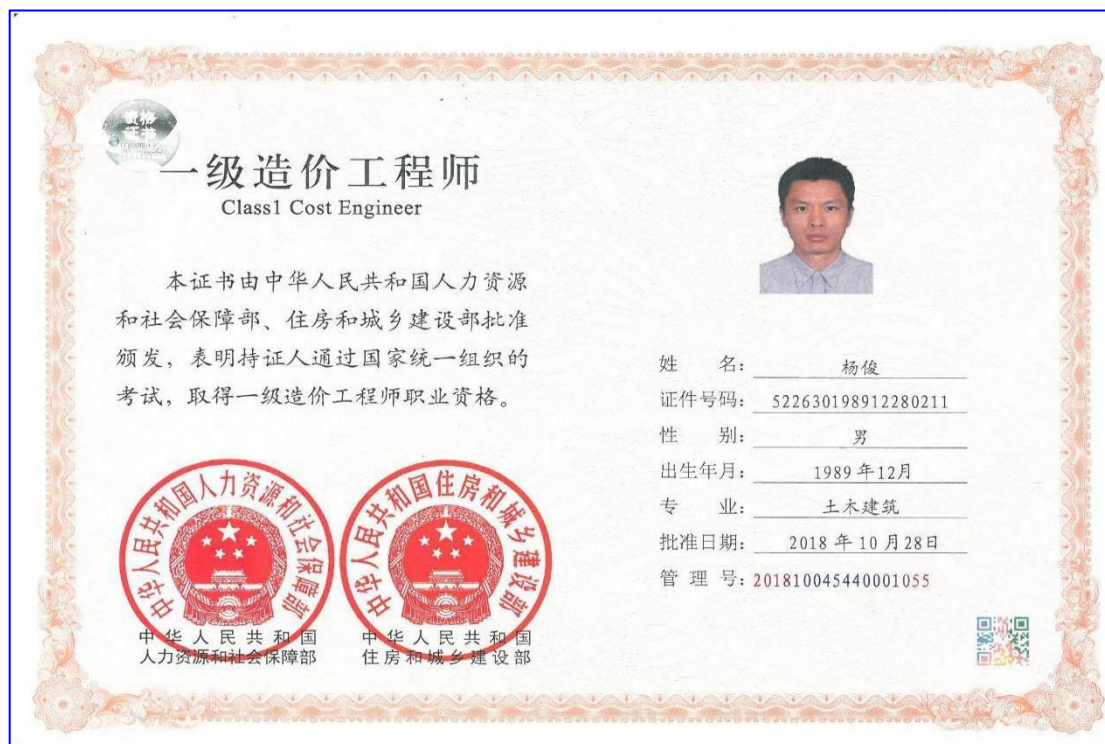 资格
证书
一级造价工程师
Class1 Cost Engineer
本证书由中华人民共和国人力资源
和社会保障部、住房和城乡建设部批准
颁发，表明持证人通过国家统一组织的
考试，取得一级造价工程师职业资格。
中华人民共和国人力资源和社会保障部
中华人民共和国
人力资源和社会保障部
中华人民共和国住房和城乡建设部
中华人民共和国
住房和城乡建设部
姓 名： 杨俊
证件号码： 522630198912280211
性 别： 男
出生年月： 1989年12月
专 业： 土木建筑
批准日期： 2018年10月28日
管 理 号：201810045440001055